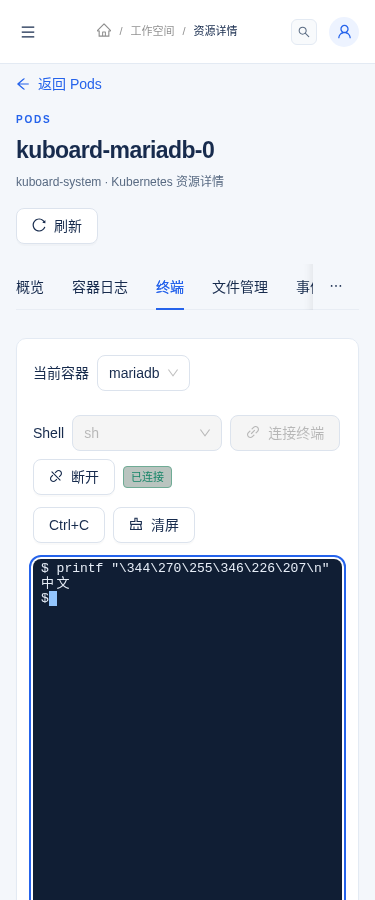 / 工作空间 / 资源详情
返回 Pods
PODS
kuboard-mariadb-0
kuboard-system · Kubernetes 资源详情
刷新
概览 容器日志 终端 文件管理 ···
当前容器 mariadb
Shell sh 连接终端
断开 已连接
Ctrl+C 清屏
$ printf "\344\270\255\346\226\207\n"
中文
$